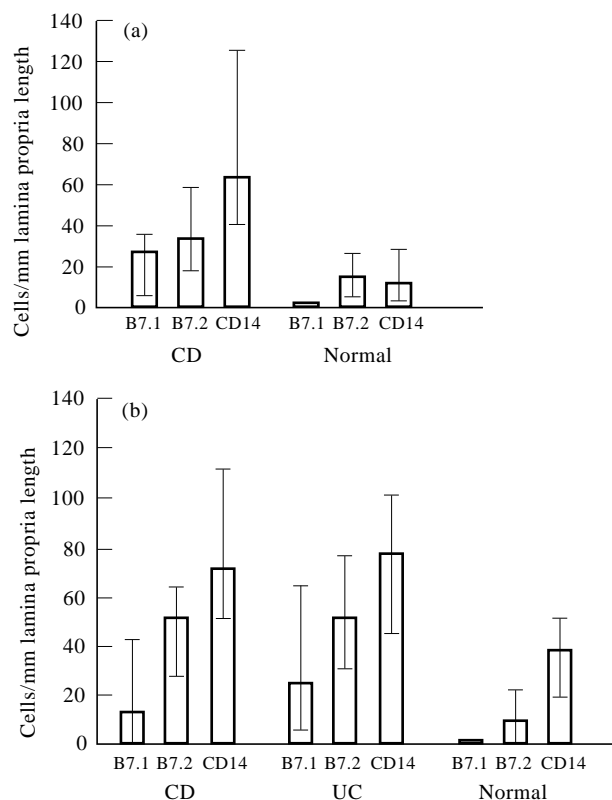 (a)
Cells/mm lamina propria length
140
120
100
80
60
40
20
0
B7.1 B7.2 CD14 B7.1 B7.2 CD14
CD Normal
(b)
Cells/mm lamina propria length
140
120
100
80
60
40
20
0
B7.1 B7.2 CD14 B7.1 B7.2 CD14 B7.1 B7.2 CD14
CD UC Normal